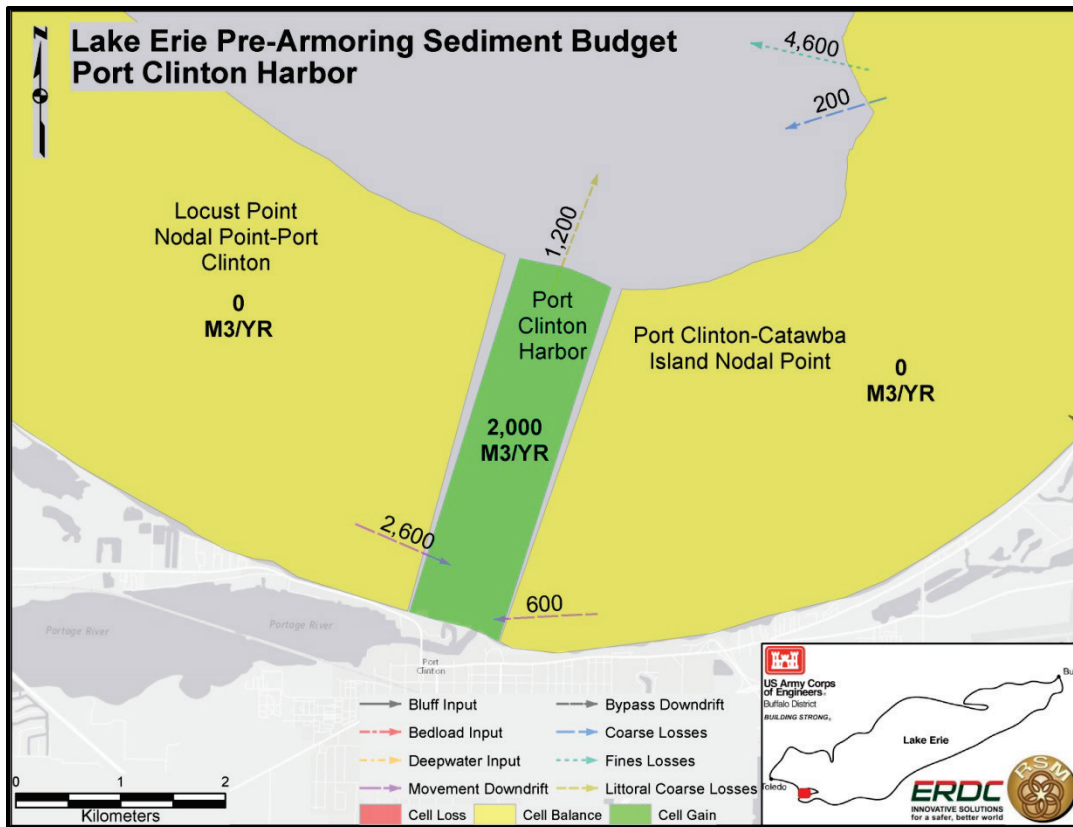 Lake Erie Pre-Armoring Sediment Budget
Port Clinton Harbor
N
4,600
200
1,200
Locust Point
Nodal Point-Port
Clinton
0
M3/YR
Port
Clinton
Harbor
2,000
M3/YR
Port Clinton-Catawba
Island Nodal Point
0
M3/YR
2,600
600
Portage River
Portage River
Port
Clinton
Bluff Input
Bedload Input
Deepwater Input
Movement Downdrift
Bypass Downdrift
Coarse Losses
Fines Losses
Littoral Coarse Losses
Cell Loss
Cell Balance
Cell Gain
0 1 2
Kilometers
US Army Corps
of Engineers®
Buffalo District
BUILDING STRONG®
Lake Erie
Toledo
ERDC
INNOVATIVE SOLUTIONS
for a safer, better world
RSM